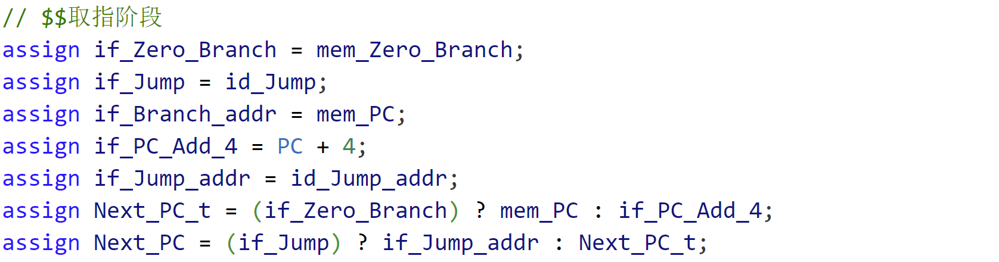 // $$取指阶段
assign if_Zero_Branch = mem_Zero_Branch;
assign if_Jump = id_Jump;
assign if_Branch_addr = mem_PC;
assign if_PC_Add_4 = PC + 4;
assign if_Jump_addr = id_Jump_addr;
assign Next_PC_t = (if_Zero_Branch) ? mem_PC : if_PC_Add_4;
assign Next_PC = (if_Jump) ? if_Jump_addr : Next_PC_t;